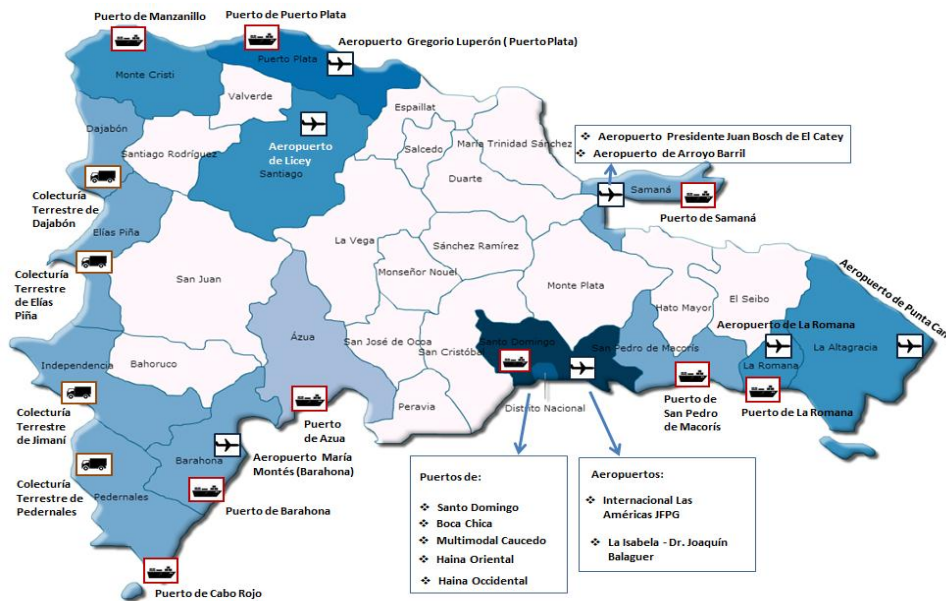 Puerto de Manzanillo
Puerto de Puerto Plata
Aeropuerto Gregorio Luperón ( Puerto Plata)
Monte Cristi
Puerto Plata
Valverde
Espaillat
Dajabón
Santiago Rodríguez
Aeropuerto
de Licey
Santiago
Salcedo
María Trinidad Sánchez
Duarte
❖ Aeropuerto Presidente Juan Bosch de El Catey
❖ Aeropuerto de Arroyo Barril
Samaná
Puerto de Samaná
Colecturía
Terrestre de
Dajabón
Elías Piña
Colecturía
Terrestre
de Elías
Piña
San Juan
La Vega
Sánchez Ramírez
Monseñor Nouel
Monte Plata
Hato Mayor
El Seibo
Aeropuerto de Punta Can
Aeropuerto de La Romana
La Altagracia
La Romana
Puerto de La Romana
Independencia
Bahoruco
Ázua
San José de Ocoa
San Cristóbal
Santo Domingo
San Pedro de Macorís
Puerto de
San Pedro
de Macorís
Distrito Nacional
Peravia
Puerto
de Azua
Colecturía
Terrestre
de Jimaní
Barahona
Aeropuerto María
Montés (Barahona)
Colecturía
Terrestre de
Pedernales
Pedernales
Puerto de Barahona
Puerto de Cabo Rojo
Puertos de:
❖ Santo Domingo
❖ Boca Chica
❖ Multimodal Caucedo
❖ Haina Oriental
❖ Haina Occidental
Aeropuertos:
❖ Internacional Las
Américas JFPG
❖ La Isabela - Dr. Joaquín
Balaguer